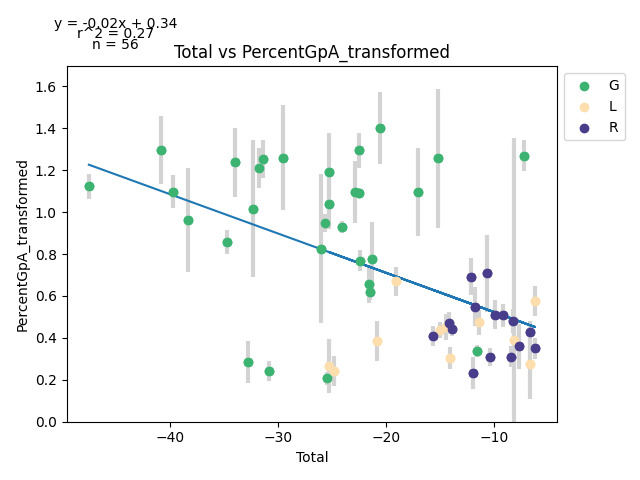 y = -0.02x + 0.34
r^2 = 0.27
n = 56
Total vs PercentGpA_transformed
PercentGpA_transformed
1.6
1.4
1.2
1.0
0.8
0.6
0.4
0.2
0.0
−40
−30
−20
−10
Total
G
L
R